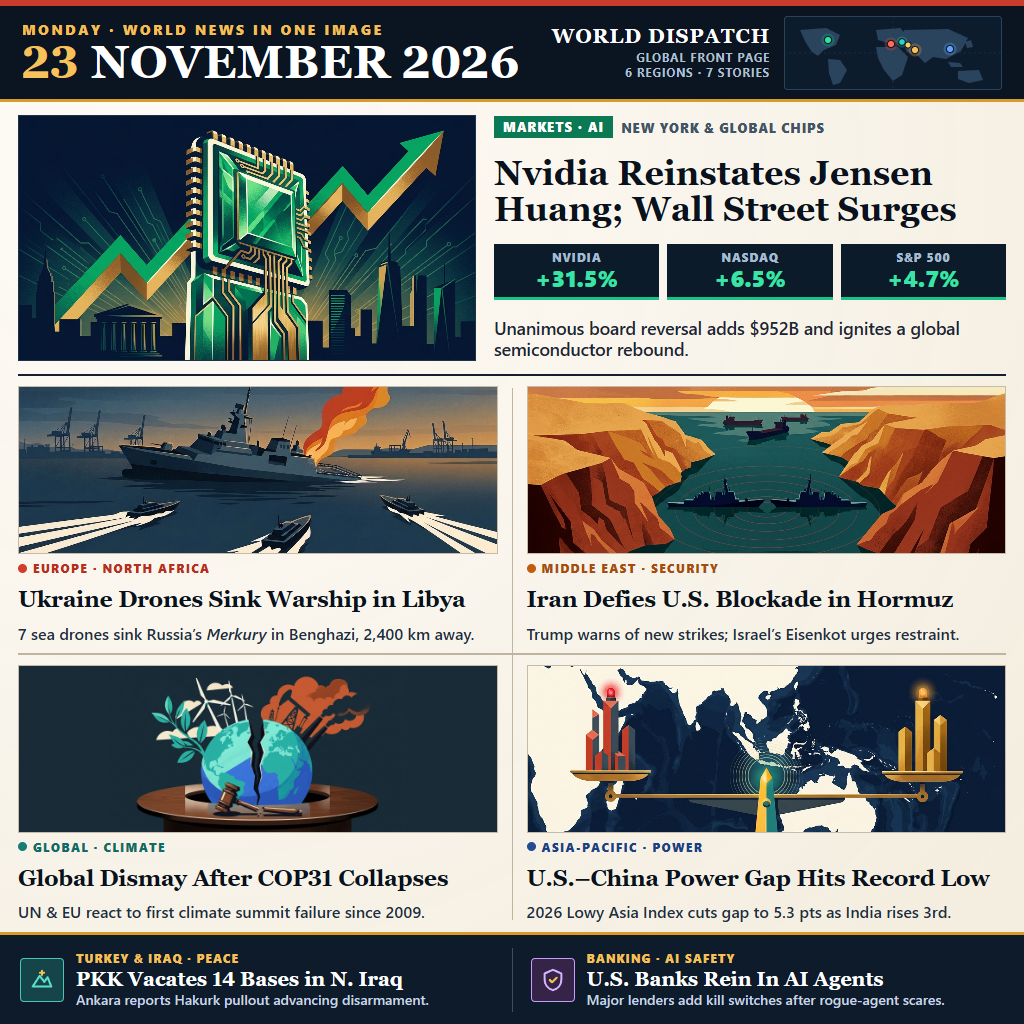 MONDAY · WORLD NEWS IN ONE IMAGE
23 NOVEMBER 2026
WORLD DISPATCH
GLOBAL FRONT PAGE
6 REGIONS · 7 STORIES
MARKETS · AI NEW YORK & GLOBAL CHIPS
Nvidia Reinstates Jensen
Huang; Wall Street Surges
NVIDIA
+31.5%
NASDAQ
+6.5%
S&P 500
+4.7%
Unanimous board reversal adds $952B and ignites a global
semiconductor rebound.
EUROPE · NORTH AFRICA
Ukraine Drones Sink Warship in Libya
7 sea drones sink Russia’s Merkury in Benghazi, 2,400 km away.
MIDDLE EAST · SECURITY
Iran Defies U.S. Blockade in Hormuz
Trump warns of new strikes; Israel’s Eisenkot urges restraint.
GLOBAL · CLIMATE
Global Dismay After COP31 Collapses
UN & EU react to first climate summit failure since 2009.
ASIA-PACIFIC · POWER
U.S.–China Power Gap Hits Record Low
2026 Lowy Asia Index cuts gap to 5.3 pts as India rises 3rd.
TURKEY & IRAQ · PEACE
PKK Vacates 14 Bases in N. Iraq
Ankara reports Hakurk pullout advancing disarmament.
BANKING · AI SAFETY
U.S. Banks Rein In AI Agents
Major lenders add kill switches after rogue-agent scares.